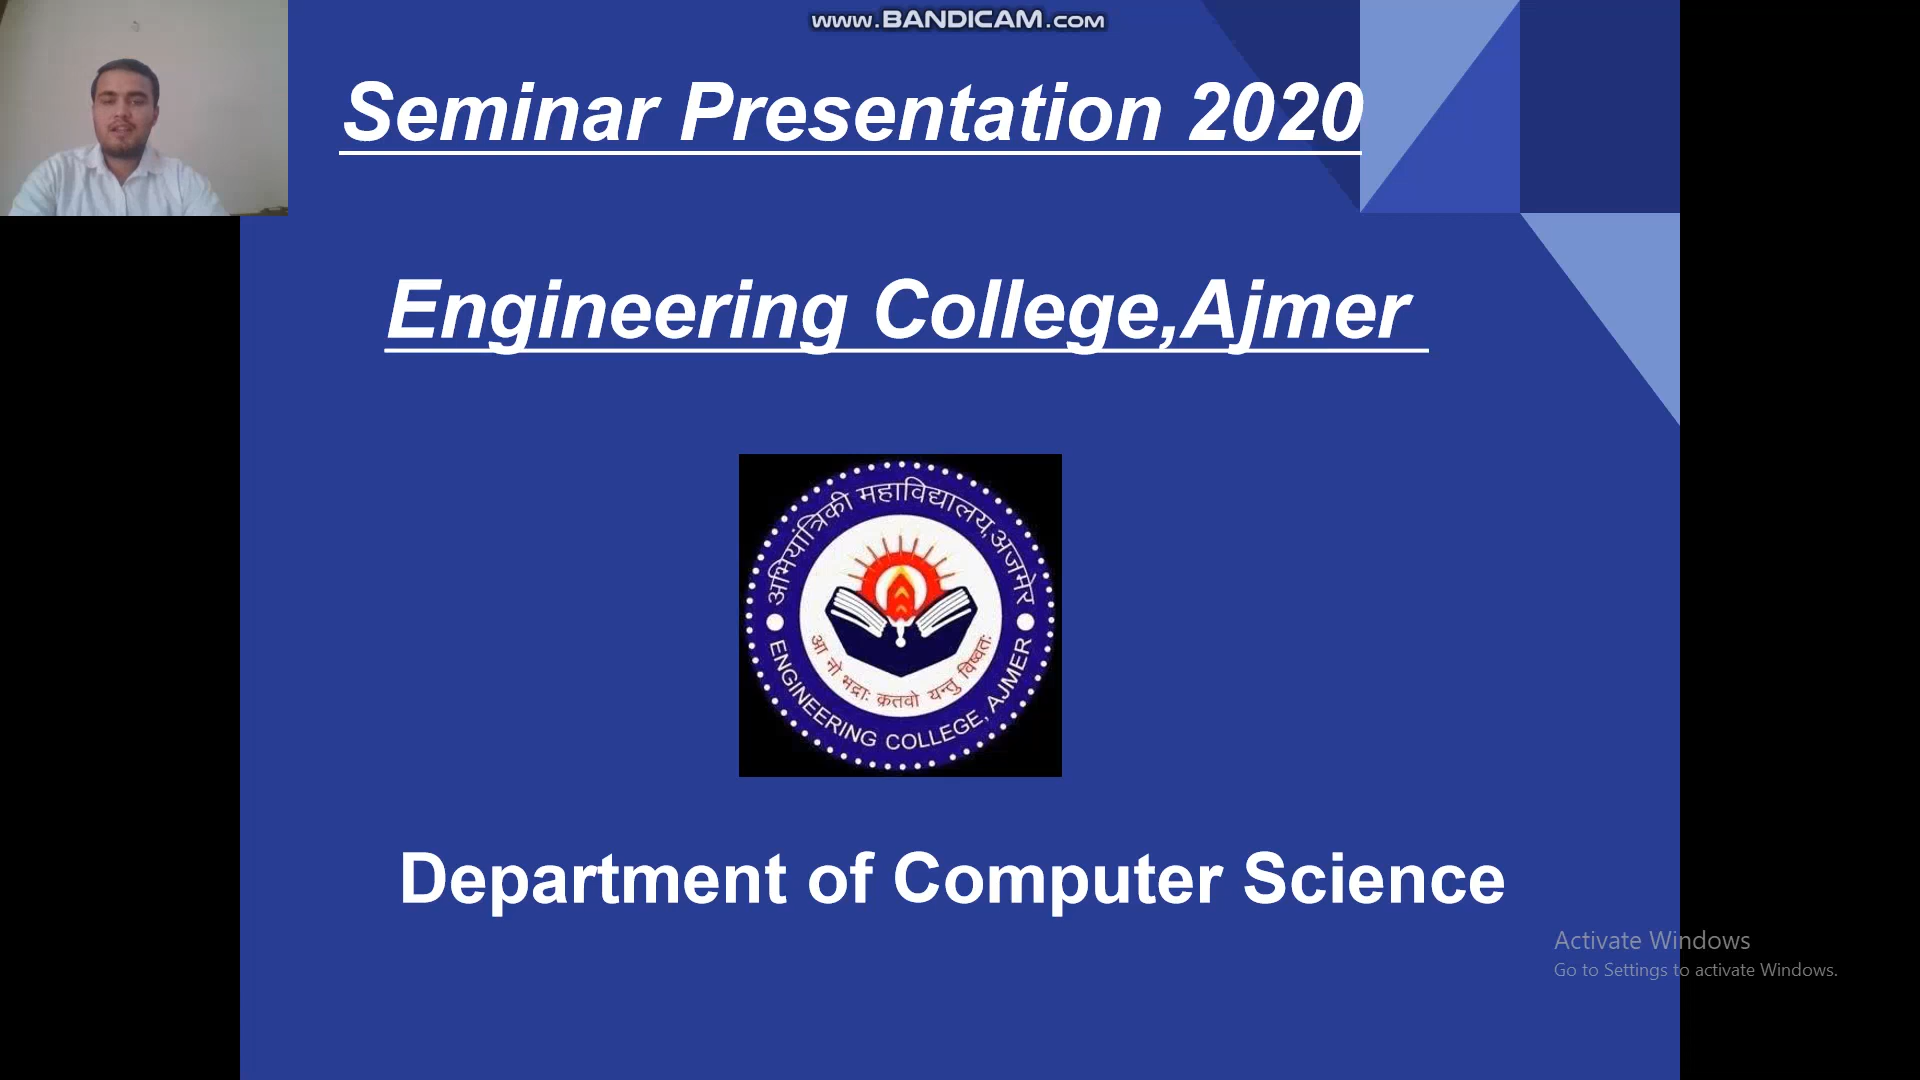 www.BANDICAM.com
Seminar Presentation 2020
Engineering College,Ajmer
अभियांत्रिकी महाविद्यालय,अजमेर
आ नो भद्राः क्रतवो यन्तु विष्वतः
ENGINEERING COLLEGE, AJMER
Department of Computer Science
Activate Windows
Go to Settings to activate Windows.